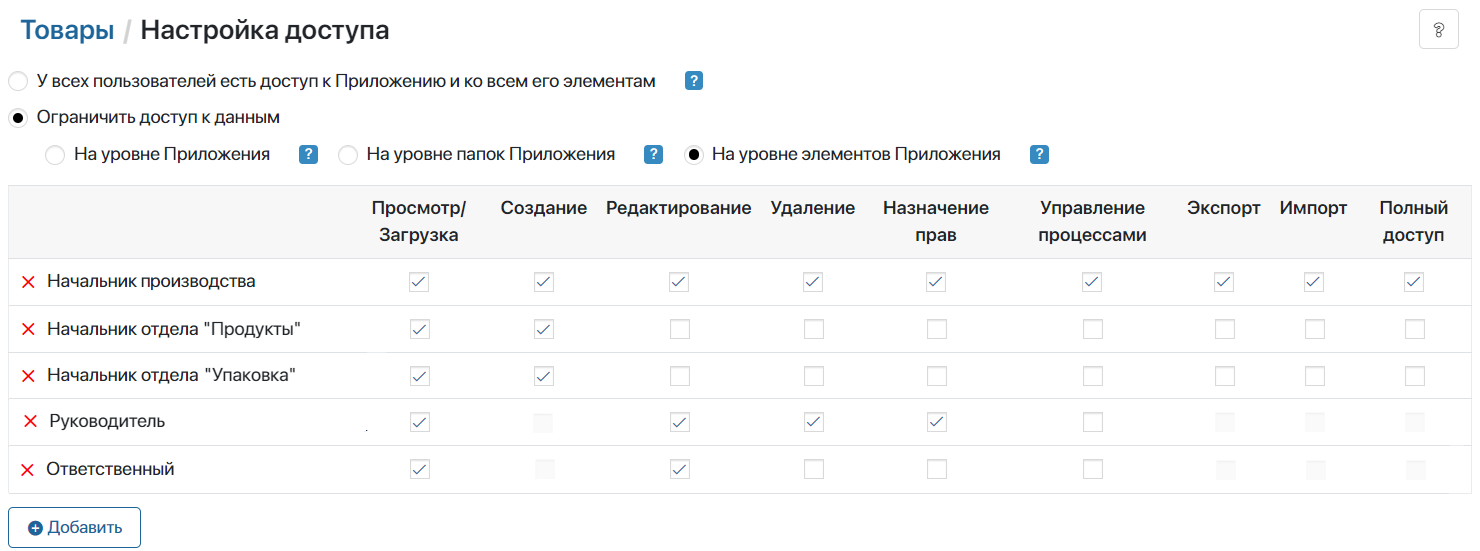 Товары / Настройка доступа
?
У всех пользователей есть доступ к Приложению и ко всем его элементам ?
Ограничить доступ к данным
На уровне Приложения ? На уровне папок Приложения ? На уровне элементов Приложения ?
Просмотр/ Создание Редактирование Удаление Назначение Управление Экспорт Импорт Полный
Загрузка прав процессами доступ
Начальник производства
Начальник отдела "Продукты"
Начальник отдела "Упаковка"
Руководитель
Ответственный
Добавить